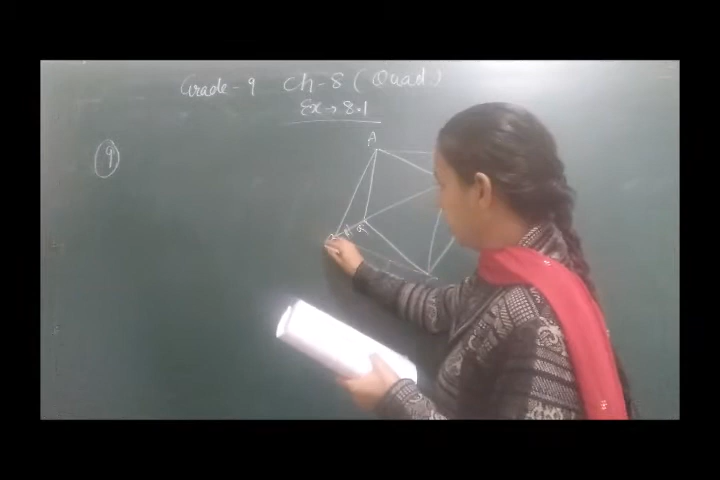 Grade - 9 Ch-8 (Quad.)
Ex → 8.1
9
A